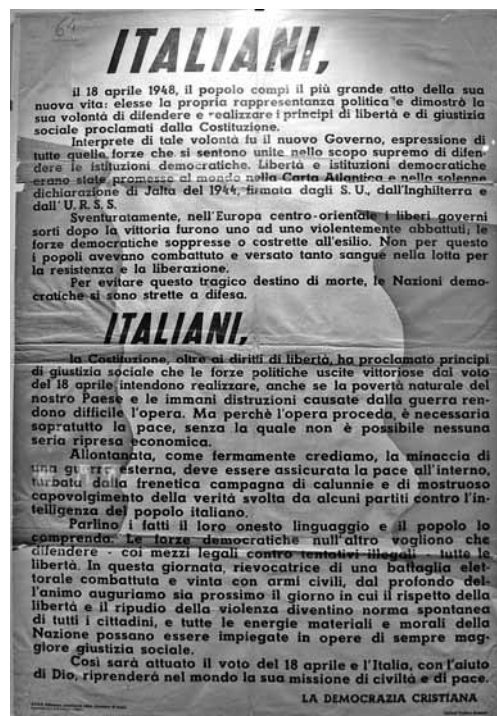 64
ITALIANI,
il 18 aprile 1948, il popolo compì il più grande atto della sua
nuova vita: elesse la propria rappresentanza politica e dimostrò la
sua volontà di difendere e realizzare i principi di libertà e di giustizia
sociale proclamati dalla Costituzione.
Interprete di tale volontà fu il nuovo Governo, espressione di
tutte quelle forze che si sentono unite nello scopo supremo di difen-
dere le istituzioni democratiche. Libertà e istituzioni democratiche
erano state promesse al mondo nella Carta Atlantica e nella solenne
dichiarazione di Jalta del 1944, firmata dagli S. U., dall'Inghilterra e
dall'U. R. S. S.
Sventuratamente, nell'Europa centro-orientale i liberi governi
sorti dopo la vittoria furono uno ad uno violentemente abbattuti; le
forze democratiche soppresse o costrette all'esilio. Non per questo
i popoli avevano combattuto e versato tanto sangue nella lotta per
la resistenza e la liberazione.
Per evitare questo tragico destino di morte, le Nazioni demo-
cratiche si sono strette a difesa.
ITALIANI,
la Costituzione, oltre ai diritti di libertà, ha proclamato principi
di giustizia sociale che le forze politiche uscite vittoriose dal voto
del 18 aprile intendono realizzare, anche se la povertà naturale del
nostro Paese e le immani distruzioni causate dalla guerra ren-
dono difficile l'opera. Ma perchè l'opera proceda, è necessaria
sopratutto la pace, senza la quale non è possibile nessuna
seria ripresa economica.
Allontanata, come fermamente crediamo, la minaccia di
una guerra esterna, deve essere assicurata la pace all'interno,
turbata dalla frenetica campagna di calunnie e di mostruoso
capovolgimento della verità svolta da alcuni partiti contro l'in-
telligenza del popolo italiano.
Parlino i fatti il loro onesto linguaggio e il popolo lo
comprenda. Le forze democratiche null'altro vogliono che
difendere - coi mezzi legali contro tentativi illegali - tutte le
libertà. In questa giornata, rievocatrice di una battaglia elet-
torale combattuta e vinta con armi civili, dal profondo del-
l'animo auguriamo sia prossimo il giorno in cui il rispetto della
libertà e il ripudio della violenza diventino norma spontanea
di tutti i cittadini, e tutte le energie materiali e morali della
Nazione possano essere impiegate in opere di sempre mag-
giore giustizia sociale.
Così sarà attuato il voto del 18 aprile e l'Italia, con l'aiuto
di Dio, riprenderà nel mondo la sua missione di civiltà e di pace.
LA DEMOCRAZIA CRISTIANA